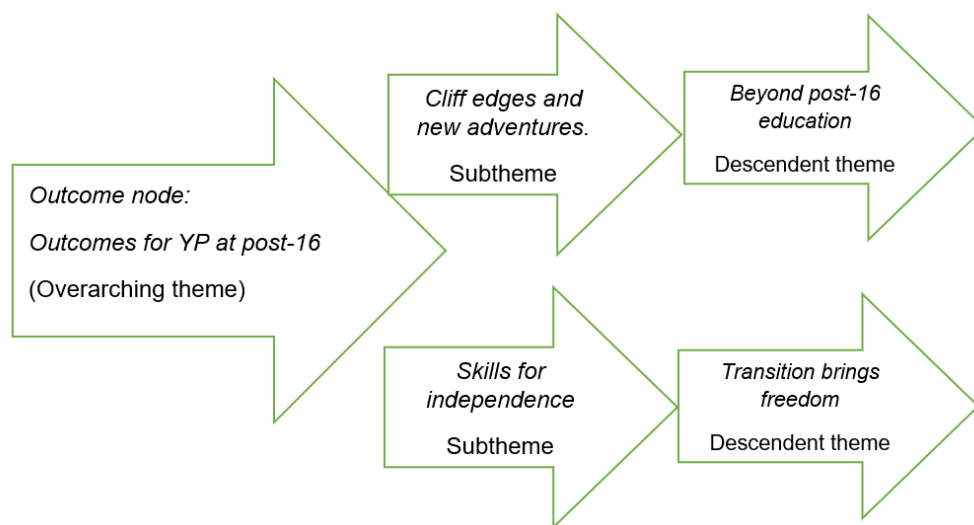 Outcome node:
Outcomes for YP at post-16
(Overarching theme)
Cliff edges and
new adventures.
Subtheme
Beyond post-16
education
Descendent theme
Skills for
independence
Subtheme
Transition brings
freedom
Descendent theme